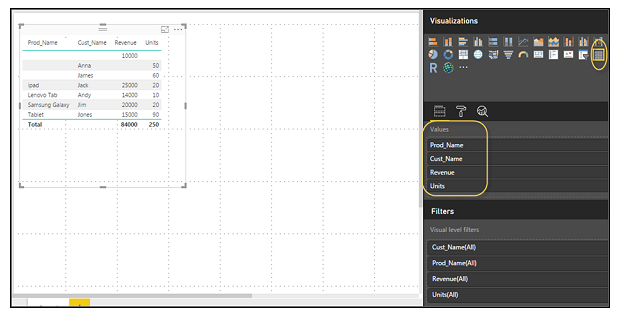 Visualizations
Prod_Name Cust_Name Revenue Units
10000
Anna 50
James 60
Ipad Jack 25000 20
Lenovo Tab Andy 14000 10
Samsung Galaxy Jim 20000 20
Tablet Jones 15000 90
Total 84000 250
R
Values
Prod_Name
Cust_Name
Revenue
Units
Filters
Visual level filters
Cust_Name(All)
Prod_Name(All)
Revenue(All)
Units(All)